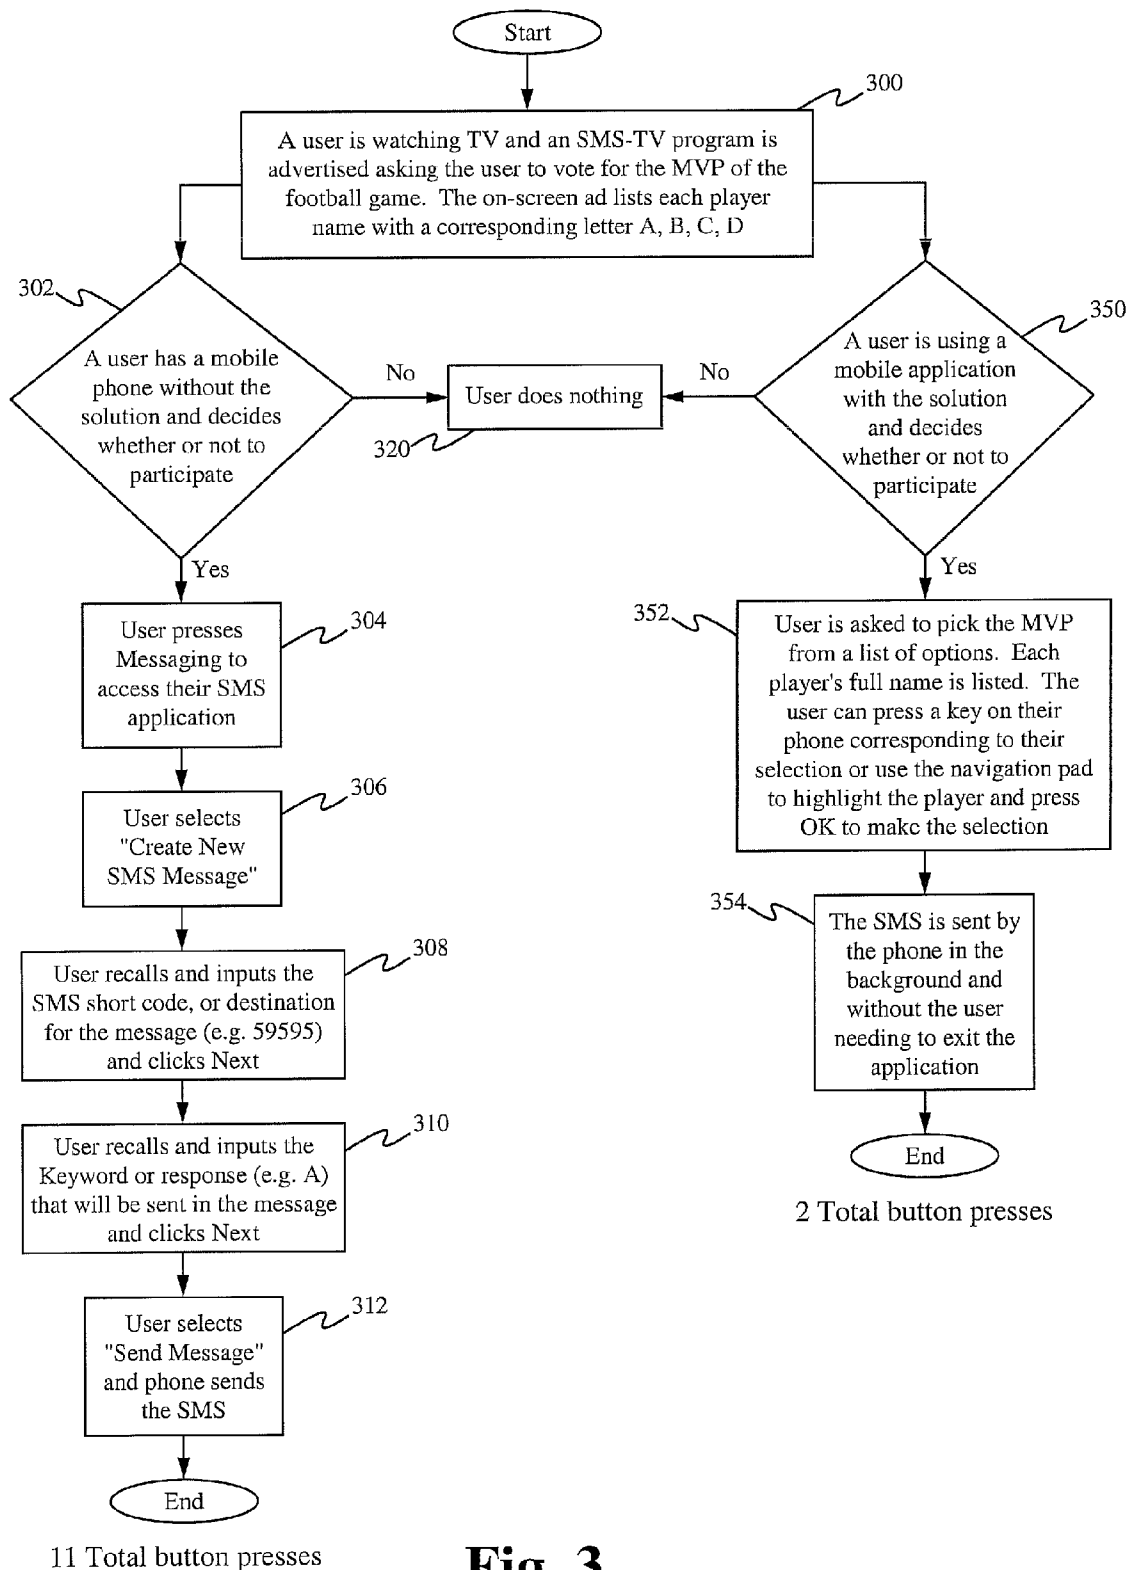 Start
300
A user is watching TV and an SMS-TV program is
advertised asking the user to vote for the MVP of the
football game. The on-screen ad lists each player
name with a corresponding letter A, B, C, D
302
A user has a mobile
phone without the
solution and decides
whether or not to
participate
No
User does nothing
320
No
350
A user is using a
mobile application
with the solution
and decides
whether or not to
participate
Yes
304
User presses
Messaging to
access their SMS
application
306
User selects
"Create New
SMS Message"
308
User recalls and inputs the
SMS short code, or destination
for the message (e.g. 59595)
and clicks Next
310
User recalls and inputs the
Keyword or response (e.g. A)
that will be sent in the message
and clicks Next
312
User selects
"Send Message"
and phone sends
the SMS
End
11 Total button presses
Yes
352
User is asked to pick the MVP
from a list of options. Each
player's full name is listed. The
user can press a key on their
phone corresponding to their
selection or use the navigation pad
to highlight the player and press
OK to make the selection
354
The SMS is sent by
the phone in the
background and
without the user
needing to exit the
application
End
2 Total button presses
Fig. 3